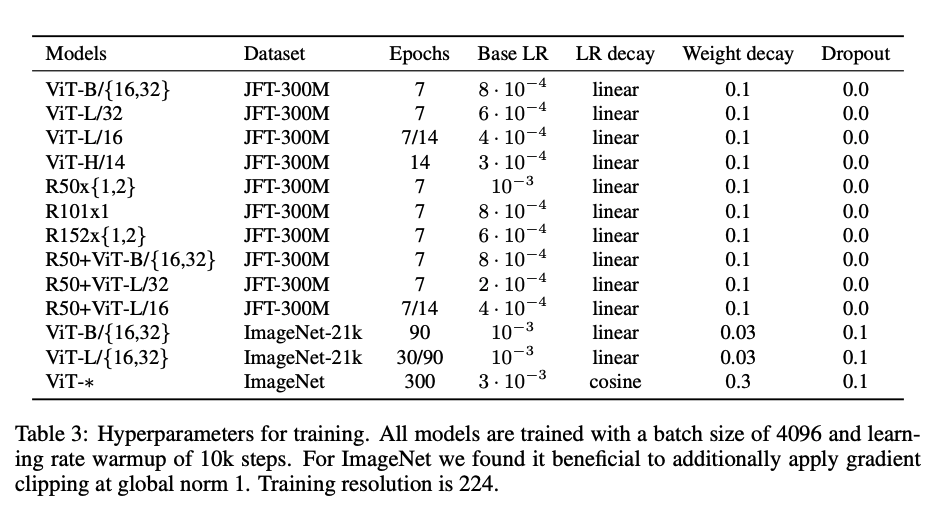 Models Dataset Epochs Base LR LR decay Weight decay Dropout
ViT-B/{16,32} JFT-300M 7 8 · 10⁻⁴ linear 0.1 0.0
ViT-L/32 JFT-300M 7 6 · 10⁻⁴ linear 0.1 0.0
ViT-L/16 JFT-300M 7/14 4 · 10⁻⁴ linear 0.1 0.0
ViT-H/14 JFT-300M 14 3 · 10⁻⁴ linear 0.1 0.0
R50x{1,2} JFT-300M 7 10⁻³ linear 0.1 0.0
R101x1 JFT-300M 7 8 · 10⁻⁴ linear 0.1 0.0
R152x{1,2} JFT-300M 7 6 · 10⁻⁴ linear 0.1 0.0
R50+ViT-B/{16,32} JFT-300M 7 8 · 10⁻⁴ linear 0.1 0.0
R50+ViT-L/32 JFT-300M 7 2 · 10⁻⁴ linear 0.1 0.0
R50+ViT-L/16 JFT-300M 7/14 4 · 10⁻⁴ linear 0.1 0.0
ViT-B/{16,32} ImageNet-21k 90 10⁻³ linear 0.03 0.1
ViT-L/{16,32} ImageNet-21k 30/90 10⁻³ linear 0.03 0.1
ViT-∗ ImageNet 300 3 · 10⁻³ cosine 0.3 0.1
Table 3: Hyperparameters for training. All models are trained with a batch size of 4096 and learn-
ing rate warmup of 10k steps. For ImageNet we found it beneficial to additionally apply gradient
clipping at global norm 1. Training resolution is 224.